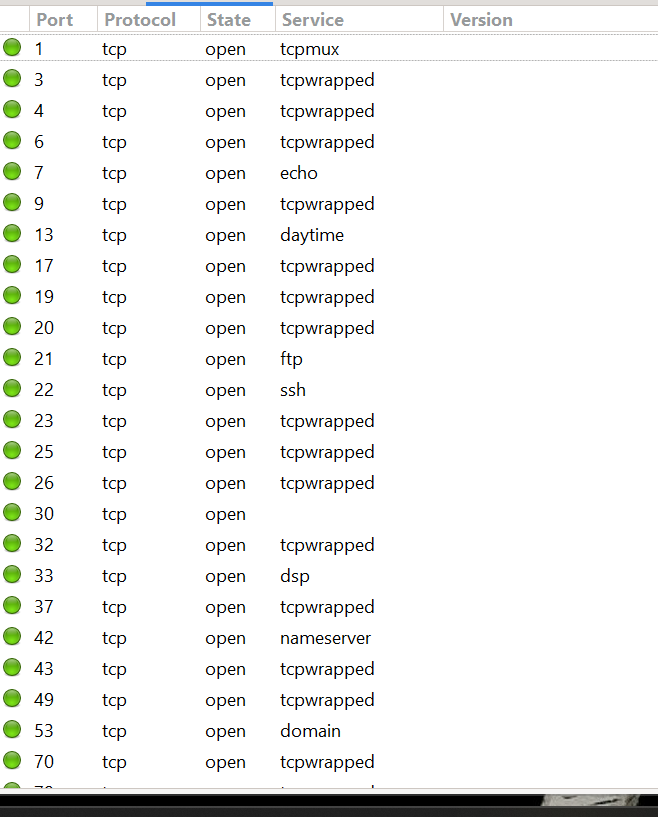 Port Protocol State Service Version
1 tcp open tcpmux
3 tcp open tcpwrapped
4 tcp open tcpwrapped
6 tcp open tcpwrapped
7 tcp open echo
9 tcp open tcpwrapped
13 tcp open daytime
17 tcp open tcpwrapped
19 tcp open tcpwrapped
20 tcp open tcpwrapped
21 tcp open ftp
22 tcp open ssh
23 tcp open tcpwrapped
25 tcp open tcpwrapped
26 tcp open tcpwrapped
30 tcp open
32 tcp open tcpwrapped
33 tcp open dsp
37 tcp open tcpwrapped
42 tcp open nameserver
43 tcp open tcpwrapped
49 tcp open tcpwrapped
53 tcp open domain
70 tcp open tcpwrapped